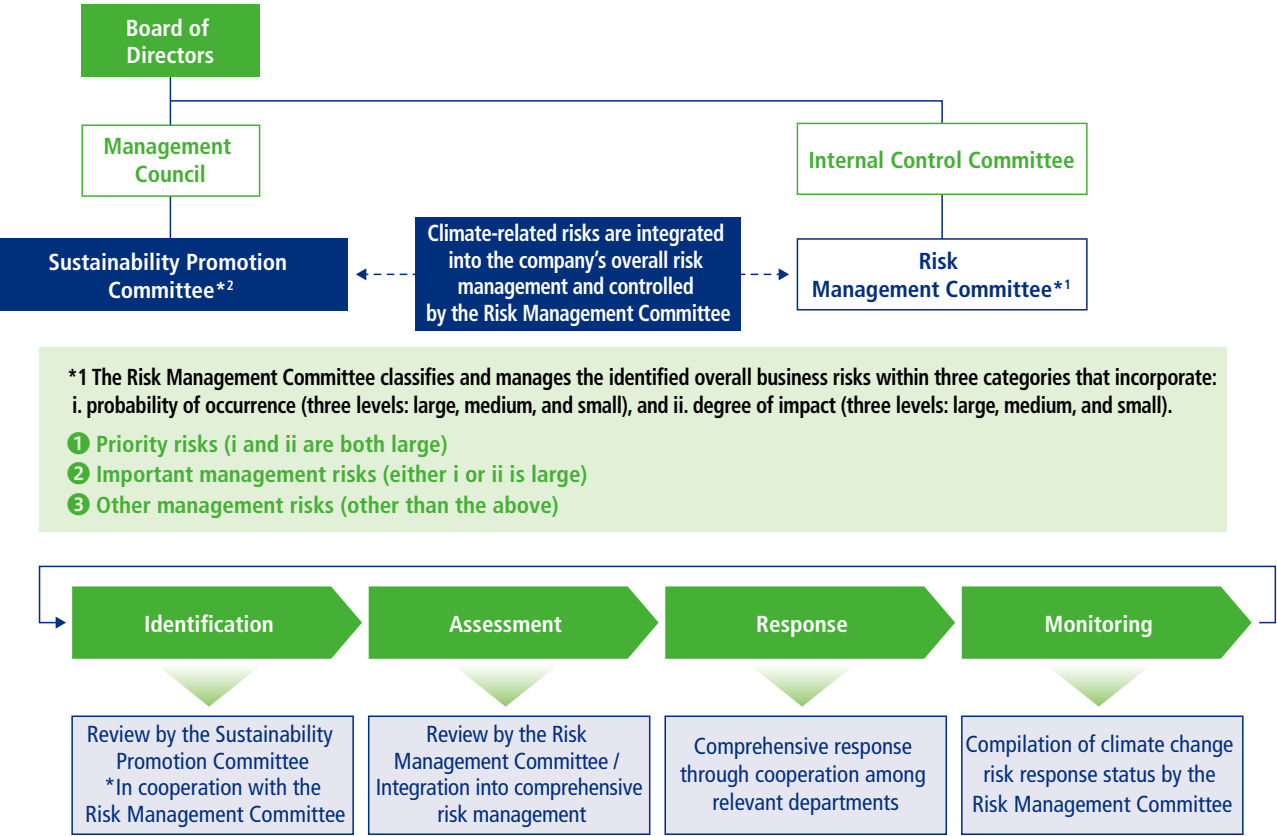 Board of
Directors
Management
Council
Internal Control Committee
Sustainability Promotion
Committee*2
Climate-related risks are integrated
into the company's overall risk
management and controlled
by the Risk Management Committee
Risk
Management Committee*1
*1 The Risk Management Committee classifies and manages the identified overall business risks within three categories that incorporate:
i. probability of occurrence (three levels: large, medium, and small), and ii. degree of impact (three levels: large, medium, and small).
❶ Priority risks (i and ii are both large)
❷ Important management risks (either i or ii is large)
❸ Other management risks (other than the above)
Identification
Assessment
Response
Monitoring
Review by the Sustainability
Promotion Committee
*In cooperation with the
Risk Management Committee
Review by the Risk
Management Committee /
Integration into comprehensive
risk management
Comprehensive response
through cooperation among
relevant departments
Compilation of climate change
risk response status by the
Risk Management Committee